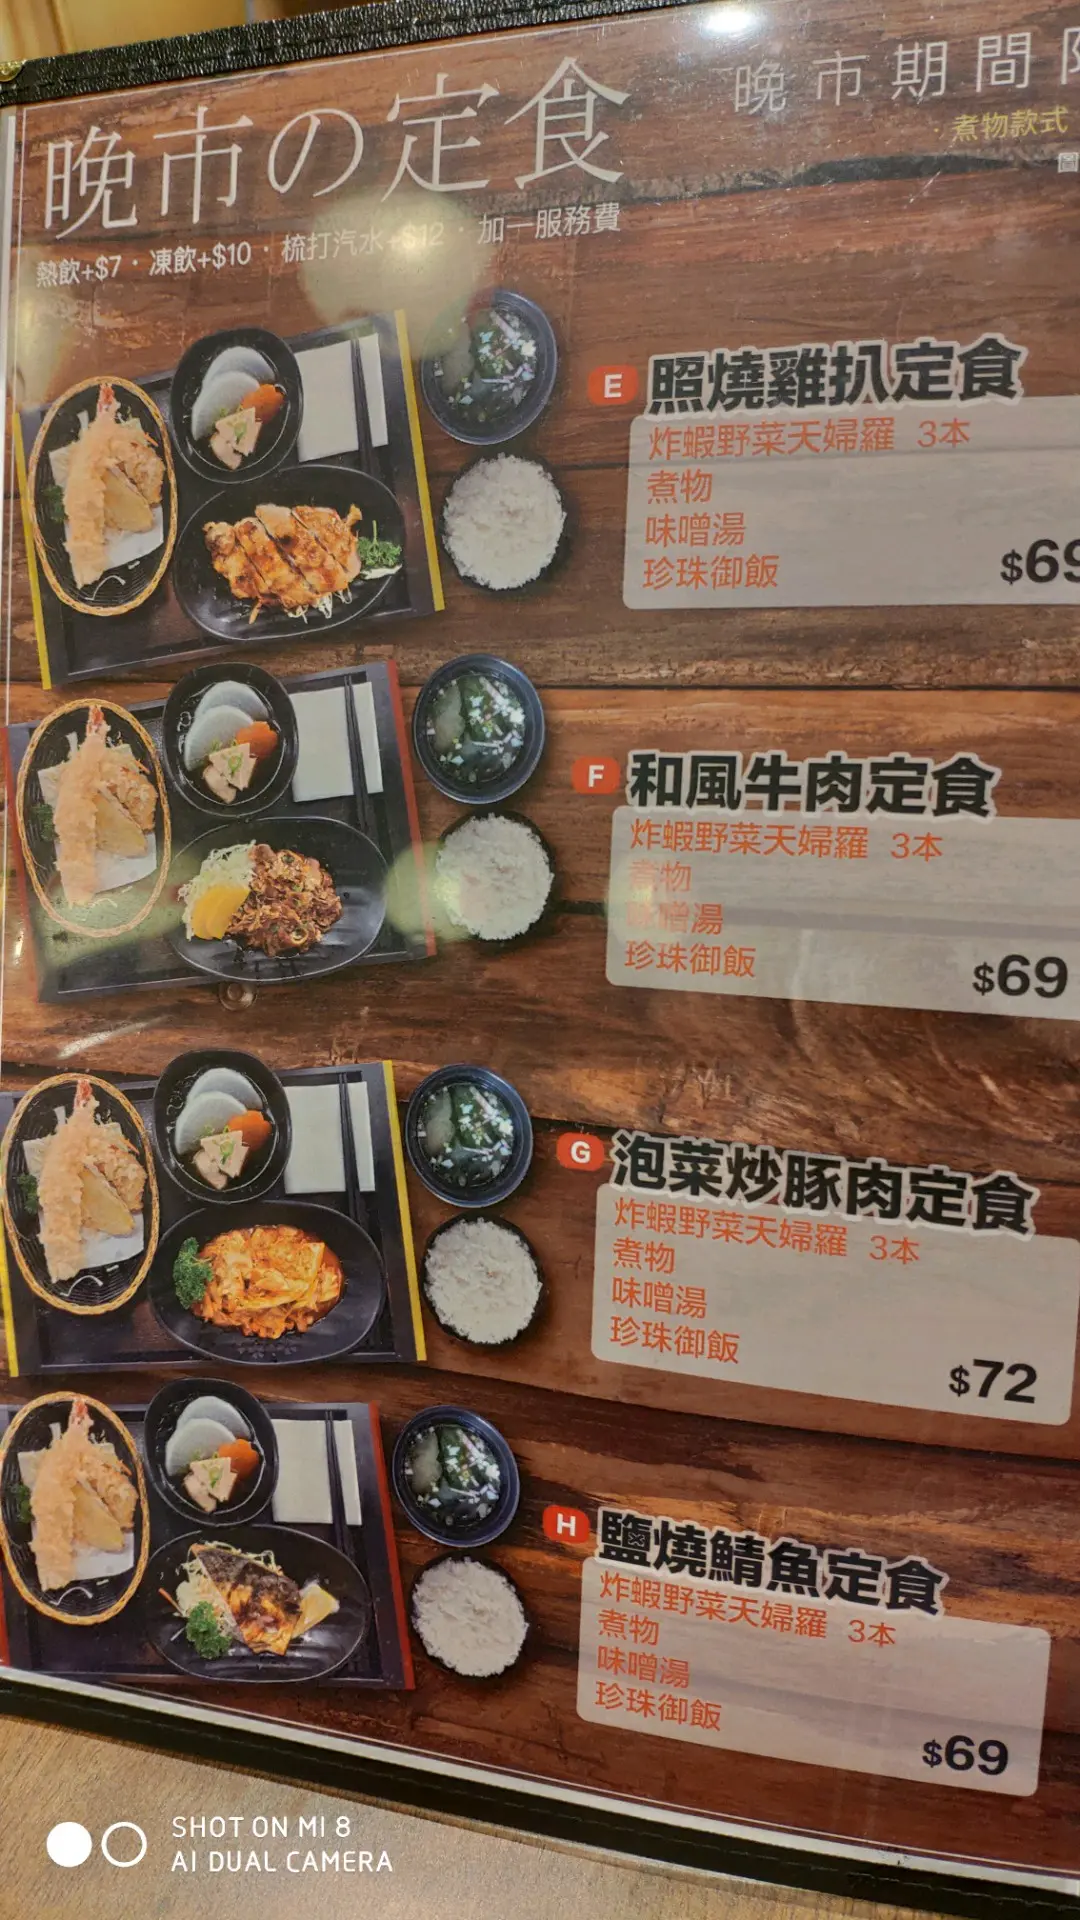 晚市の定食
晚市期間
・煮物款式
圖
熱飲+$7・凍飲+$10・梳打汽水+$12・加一服務費
E 照燒雞扒定食
炸蝦野菜天婦羅 3本
煮物
味噌湯
珍珠御飯
$69
F 和風牛肉定食
炸蝦野菜天婦羅 3本
煮物
味噌湯
珍珠御飯
$69
G 泡菜炒豚肉定食
炸蝦野菜天婦羅 3本
煮物
味噌湯
珍珠御飯
$72
H 鹽燒鯖魚定食
炸蝦野菜天婦羅 3本
煮物
味噌湯
珍珠御飯
$69
SHOT ON MI 8
AI DUAL CAMERA